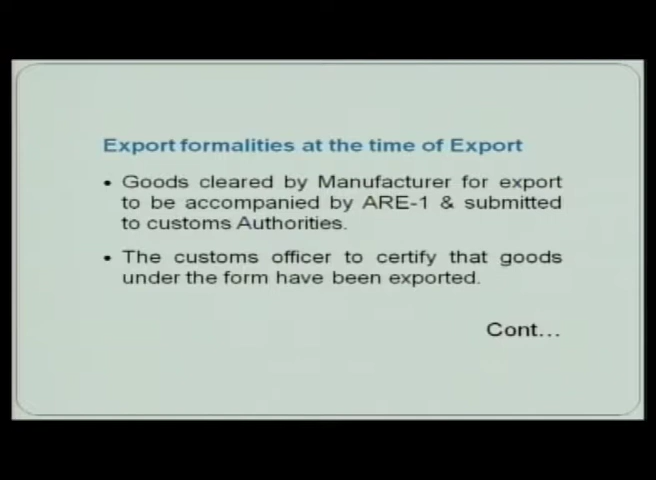 Export formalities at the time of Export
• Goods cleared by Manufacturer for export
to be accompanied by ARE-1 & submitted
to customs Authorities.
• The customs officer to certify that goods
under the form have been exported.
Cont...